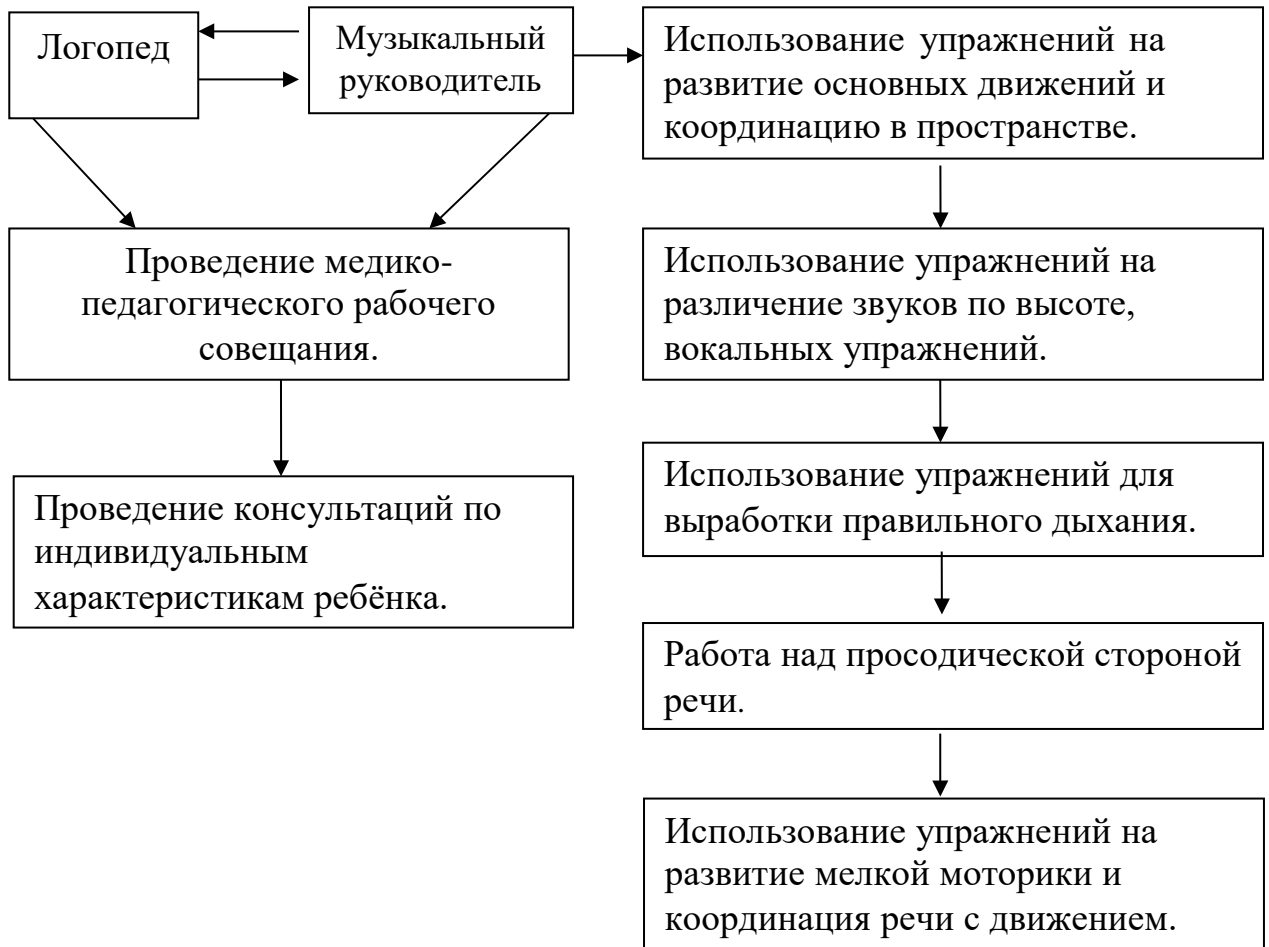 Логопед
Музыкальный
руководитель
Использование упражнений на
развитие основных движений и
координацию в пространстве.
Проведение медико-
педагогического рабочего
совещания.
Использование упражнений на
различение звуков по высоте,
вокальных упражнений.
Проведение консультаций по
индивидуальным
характеристикам ребёнка.
Использование упражнений для
выработки правильного дыхания.
Работа над просодической стороной
речи.
Использование упражнений на
развитие мелкой моторики и
координация речи с движением.